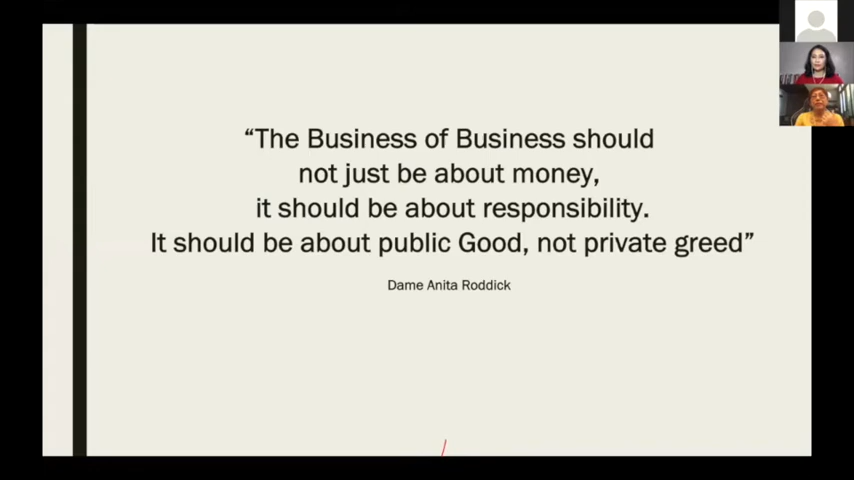 “The Business of Business should
not just be about money,
it should be about responsibility.
It should be about public Good, not private greed”
Dame Anita Roddick